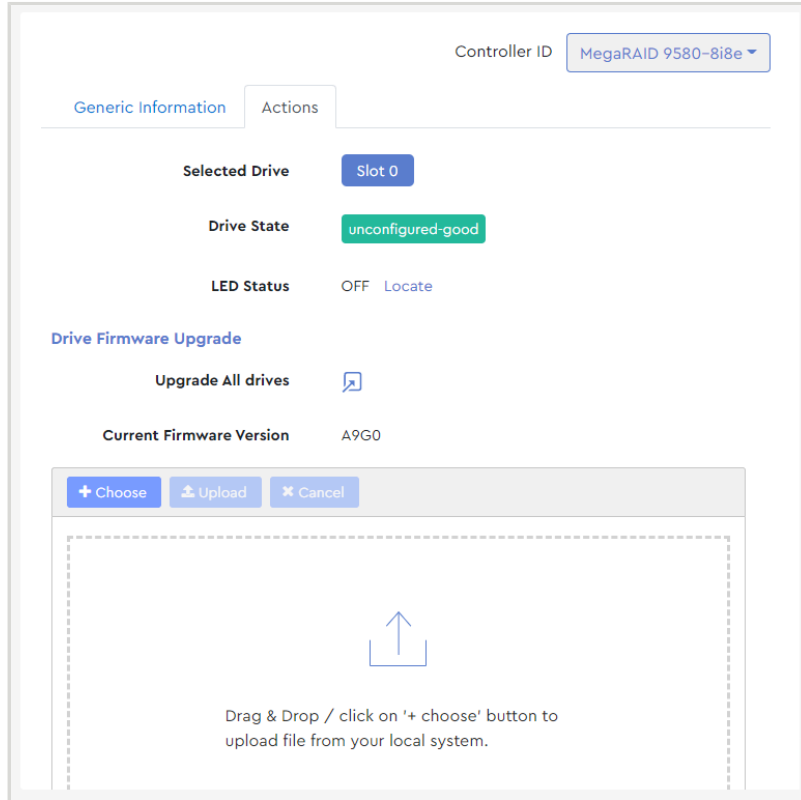 Controller ID MegaRAID 9580-8i8e
Generic Information Actions
Selected Drive Slot 0
Drive State unconfigured-good
LED Status OFF Locate
Drive Firmware Upgrade
Upgrade All drives
Current Firmware Version A9G0
+ Choose Upload × Cancel
Drag & Drop / click on '+ choose' button to
upload file from your local system.